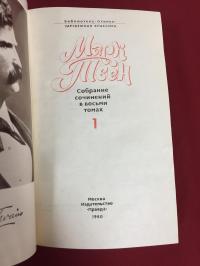 Библиотека «Огонек»
зарубежная классика
Марк
Твен
Собрание
сочинений
в восьми
томах
1
Москва
Издательство
«Правда»
1980